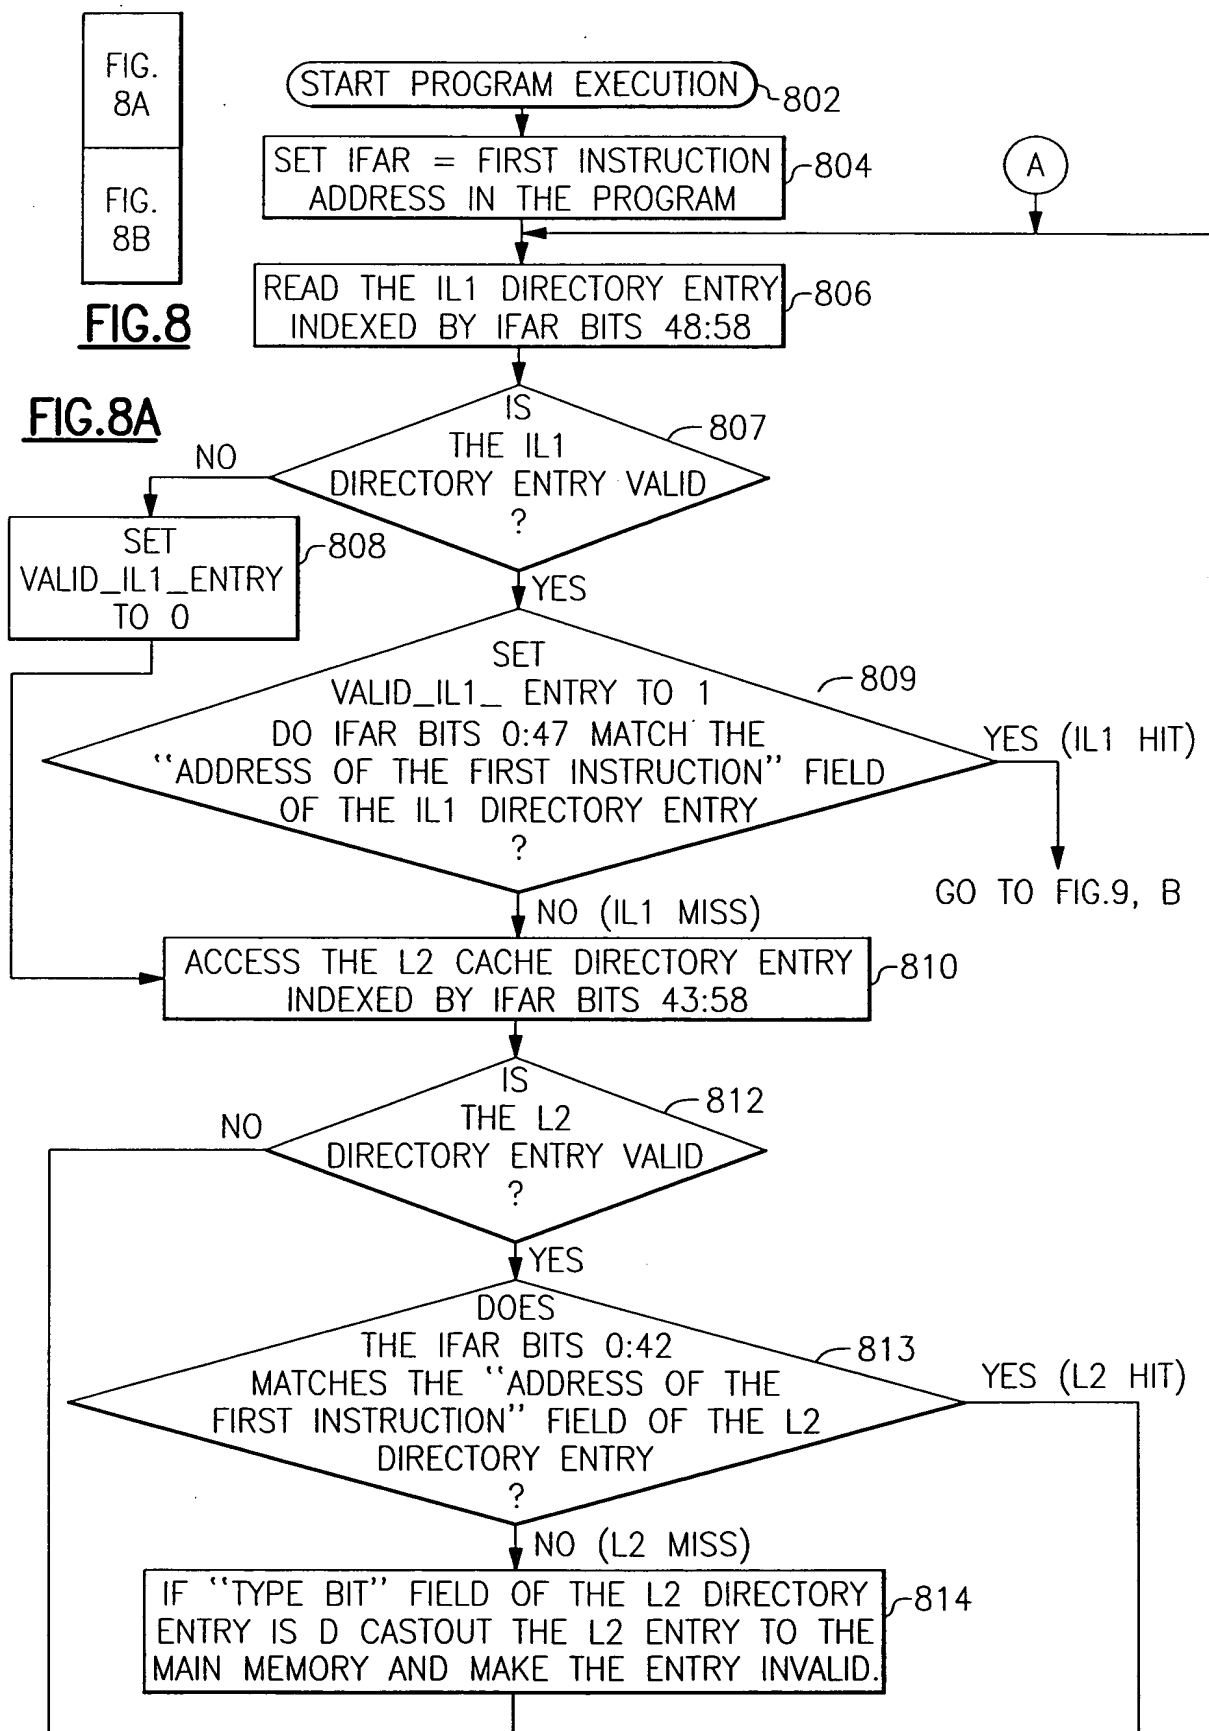 FIG.
8A
FIG.
8B
FIG.8
FIG.8A
START PROGRAM EXECUTION
802
SET IFAR = FIRST INSTRUCTION
ADDRESS IN THE PROGRAM
804
A
READ THE IL1 DIRECTORY ENTRY
INDEXED BY IFAR BITS 48:58
806
IS
THE IL1
DIRECTORY ENTRY VALID
?
807
NO
SET
VALID_IL1_ENTRY
TO 0
808
YES
SET
VALID_IL1_ ENTRY TO 1
DO IFAR BITS 0:47 MATCH THE
"ADDRESS OF THE FIRST INSTRUCTION" FIELD
OF THE IL1 DIRECTORY ENTRY
?
809
YES (IL1 HIT)
GO TO FIG.9, B
NO (IL1 MISS)
ACCESS THE L2 CACHE DIRECTORY ENTRY
INDEXED BY IFAR BITS 43:58
810
IS
THE L2
DIRECTORY ENTRY VALID
?
812
NO
YES
DOES
THE IFAR BITS 0:42
MATCHES THE "ADDRESS OF THE
FIRST INSTRUCTION" FIELD OF THE L2
DIRECTORY ENTRY
?
813
YES (L2 HIT)
NO (L2 MISS)
IF "TYPE BIT" FIELD OF THE L2 DIRECTORY
ENTRY IS D CASTOUT THE L2 ENTRY TO THE
MAIN MEMORY AND MAKE THE ENTRY INVALID.
814